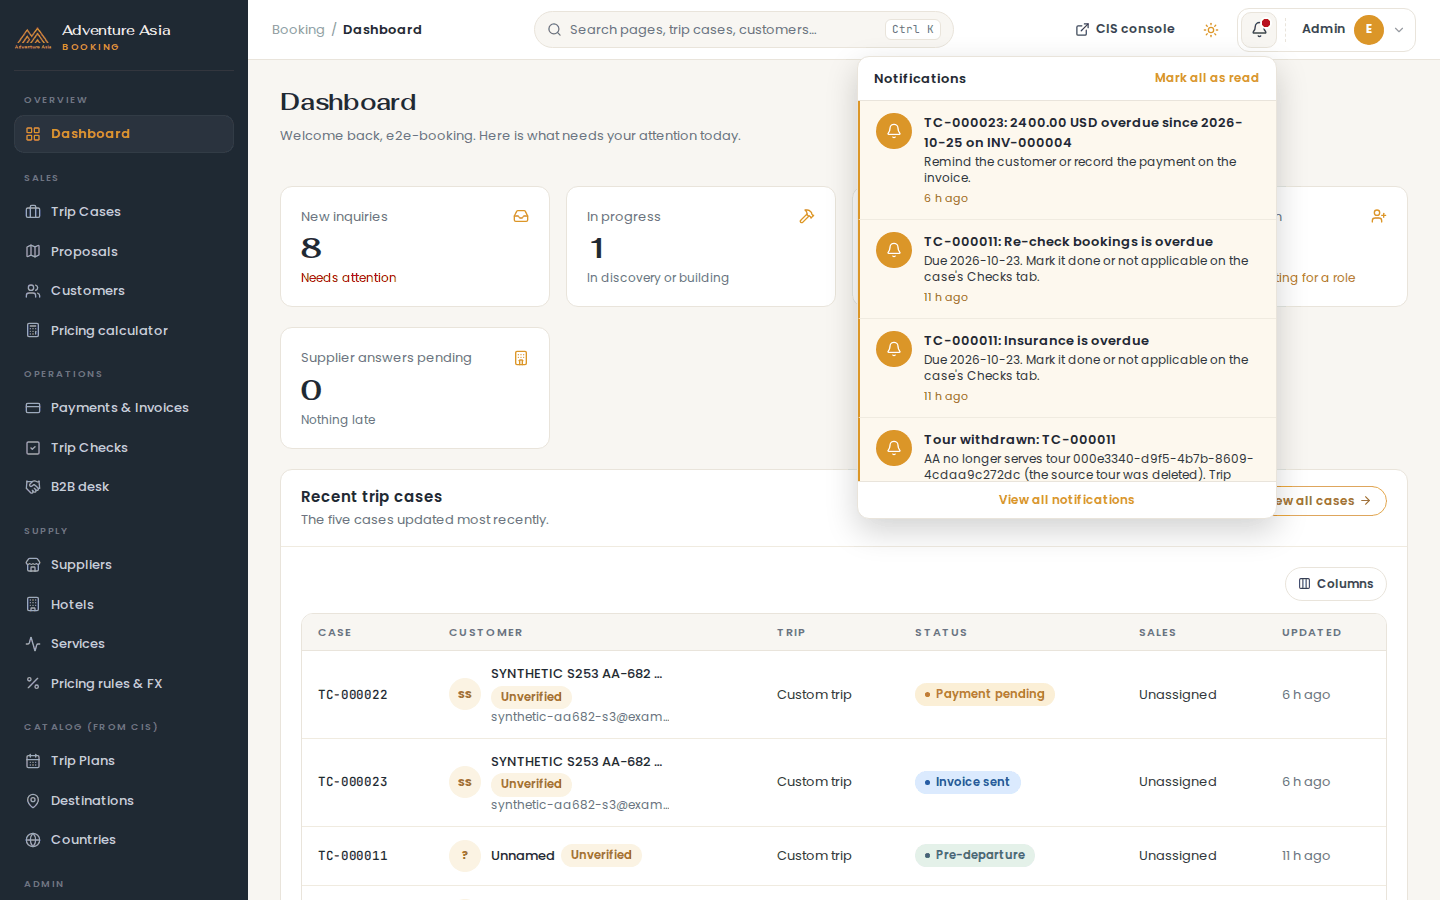 Adventure Asia
Adventure Asia
BOOKING
OVERVIEW
Dashboard
SALES
Trip Cases
Proposals
Customers
Pricing calculator
OPERATIONS
Payments & Invoices
Trip Checks
B2B desk
SUPPLY
Suppliers
Hotels
Services
Pricing rules & FX
CATALOG (FROM CIS)
Trip Plans
Destinations
Countries
ADMIN
Booking / Dashboard
Search pages, trip cases, customers...
Ctrl K
CIS console
Admin
E
Dashboard
Welcome back, e2e-booking. Here is what needs your attention today.
New inquiries
8
Needs attention
In progress
1
In discovery or building
Supplier answers pending
0
Nothing late
Notifications
Mark all as read
TC-000023: 2400.00 USD overdue since 2026-
10-25 on INV-000004
Remind the customer or record the payment on the
invoice.
6 h ago
TC-000011: Re-check bookings is overdue
Due 2026-10-23. Mark it done or not applicable on the
case's Checks tab.
11 h ago
TC-000011: Insurance is overdue
Due 2026-10-23. Mark it done or not applicable on the
case's Checks tab.
11 h ago
Tour withdrawn: TC-000011
AA no longer serves tour 000e3340-d9f5-4b7b-8609-
4cdaa9c272dc (the source tour was deleted). Trip
View all notifications
for a role
Recent trip cases
The five cases updated most recently.
all cases
Columns
CASE CUSTOMER TRIP STATUS SALES UPDATED
TC-000022 SS SYNTHETIC S253 AA-682 ... Custom trip Payment pending Unassigned 6 h ago
Unverified
synthetic-aa682-s3@exam...
TC-000023 SS SYNTHETIC S253 AA-682 ... Custom trip Invoice sent Unassigned 6 h ago
Unverified
synthetic-aa682-s3@exam...
TC-000011 ? Unnamed Unverified Custom trip Pre-departure Unassigned 11 h ago